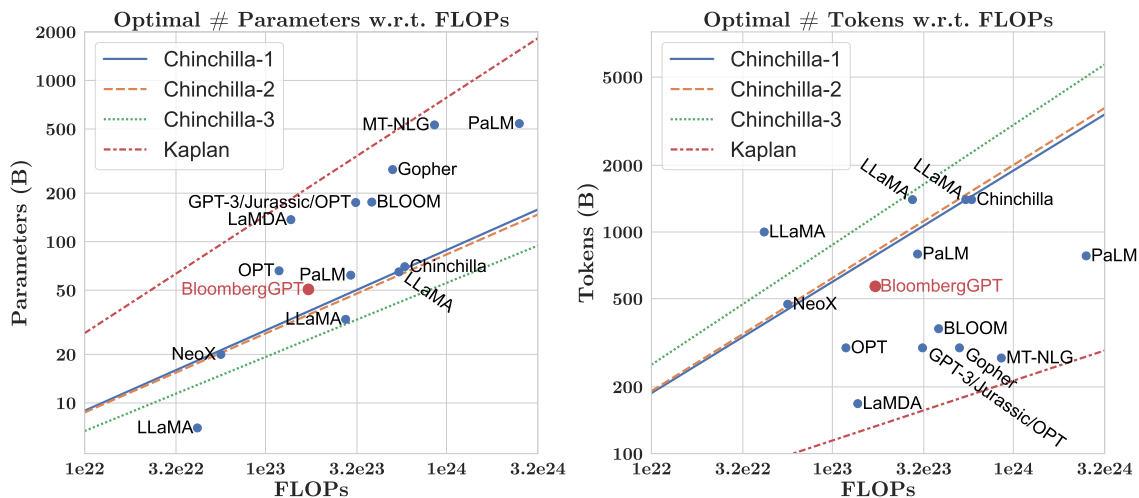 Optimal # Parameters w.r.t. FLOPs
2000
1000
500
200
100
50
20
10
Parameters (B)
Chinchilla-1
Chinchilla-2
Chinchilla-3
Kaplan
MT-NLG
PaLM
Gopher
GPT-3/Jurassic/OPT
BLOOM
LaMDA
OPT
PaLM
Chinchilla
BloombergGPT
LLaMA
LLaMA
NeoX
LLaMA
1e22
3.2e22
1e23
3.2e23
1e24
3.2e24
FLOPs
Optimal # Tokens w.r.t. FLOPs
5000
2000
1000
500
200
100
Tokens (B)
Chinchilla-1
Chinchilla-2
Chinchilla-3
Kaplan
LLaMA
LLaMA
Chinchilla
LLaMA
PaLM
PaLM
BloombergGPT
NeoX
BLOOM
OPT
Gopher
MT-NLG
GPT-3/Jurassic/OPT
LaMDA
1e22
3.2e22
1e23
3.2e23
1e24
3.2e24
FLOPs